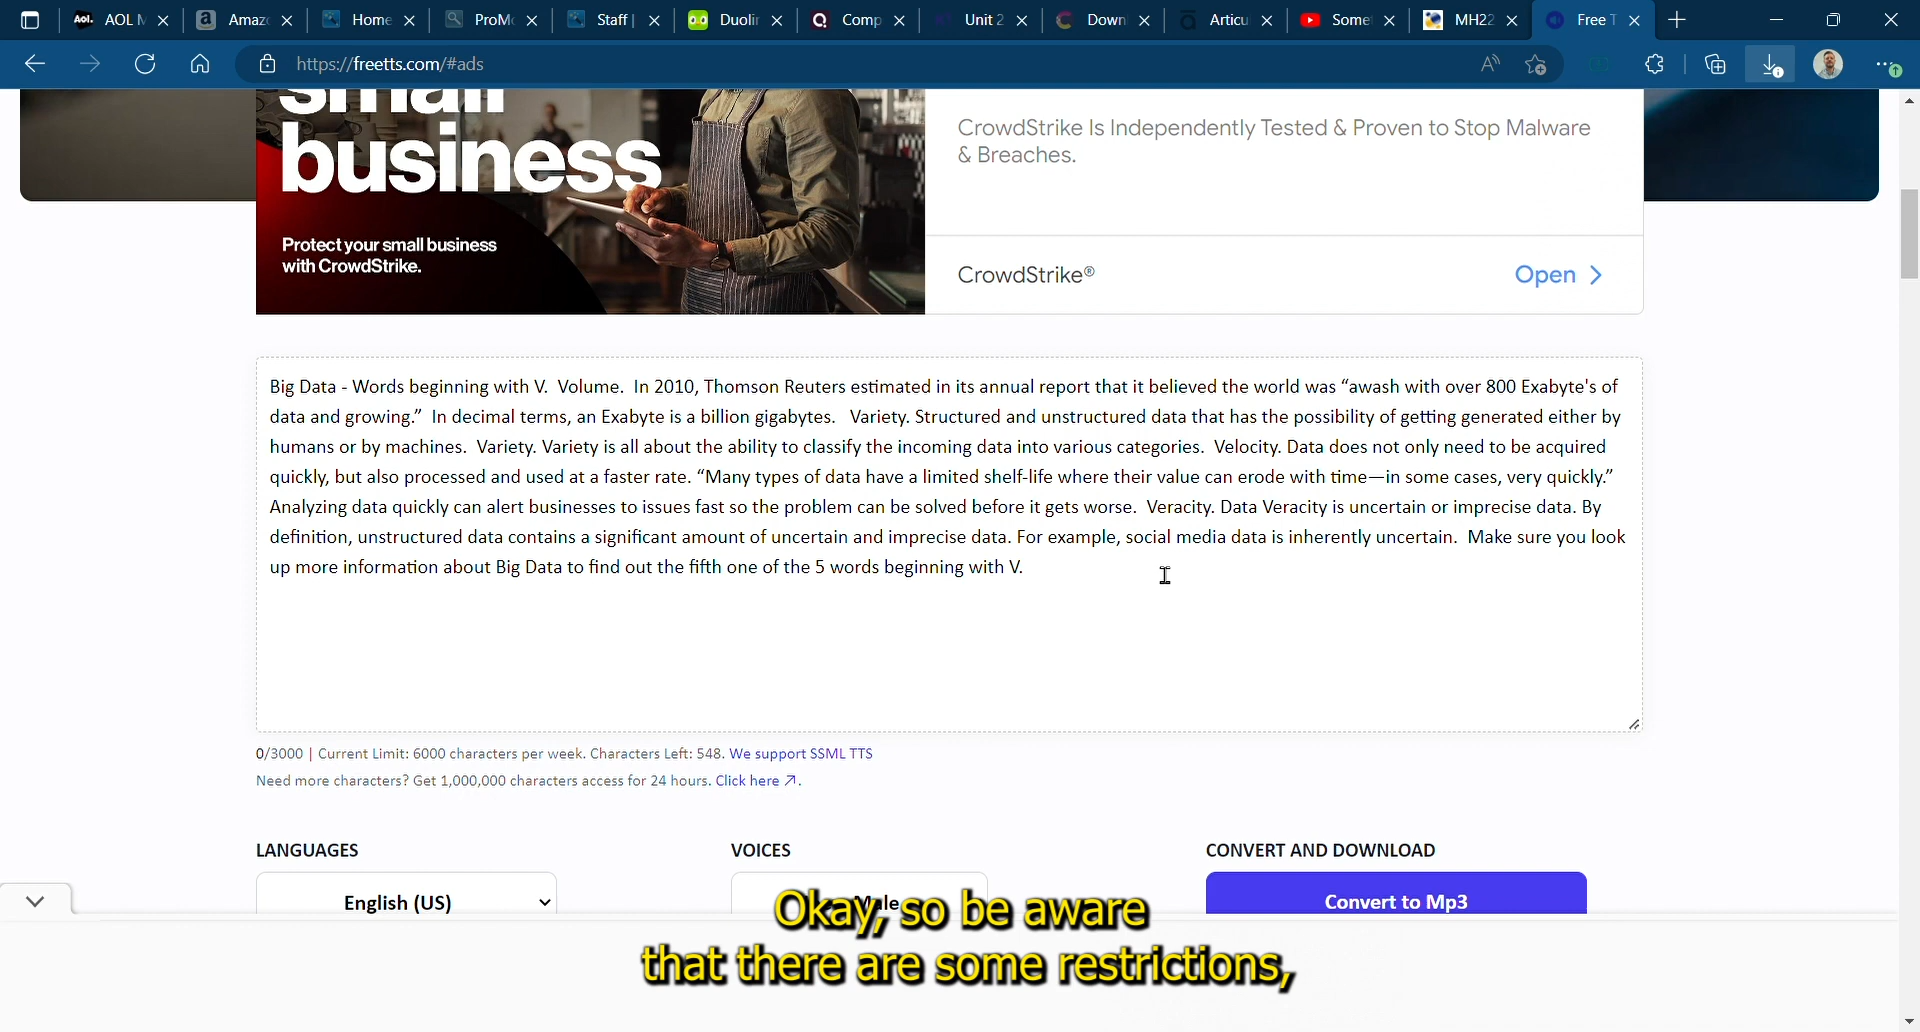 AOL M
Amaz
Home
ProM
Staff |
Duolin
Comp
Unit 2
Down
Articu
Some
MH22
Free T
https://freetts.com/#ads
small
business
Protect your small business
with CrowdStrike.
CrowdStrike Is Independently Tested & Proven to Stop Malware
& Breaches.
CrowdStrike®
Open
Big Data - Words beginning with V. Volume. In 2010, Thomson Reuters estimated in its annual report that it believed the world was “awash with over 800 Exabyte's of
data and growing.” In decimal terms, an Exabyte is a billion gigabytes. Variety. Structured and unstructured data that has the possibility of getting generated either by
humans or by machines. Variety. Variety is all about the ability to classify the incoming data into various categories. Velocity. Data does not only need to be acquired
quickly, but also processed and used at a faster rate. “Many types of data have a limited shelf-life where their value can erode with time—in some cases, very quickly.”
Analyzing data quickly can alert businesses to issues fast so the problem can be solved before it gets worse. Veracity. Data Veracity is uncertain or imprecise data. By
definition, unstructured data contains a significant amount of uncertain and imprecise data. For example, social media data is inherently uncertain. Make sure you look
up more information about Big Data to find out the fifth one of the 5 words beginning with V.
0/3000 | Current Limit: 6000 characters per week. Characters Left: 548. We support SSML TTS
Need more characters? Get 1,000,000 characters access for 24 hours. Click here ↗.
LANGUAGES
VOICES
CONVERT AND DOWNLOAD
English (US)
Convert to Mp3
Okay, so be aware
that there are some restrictions,